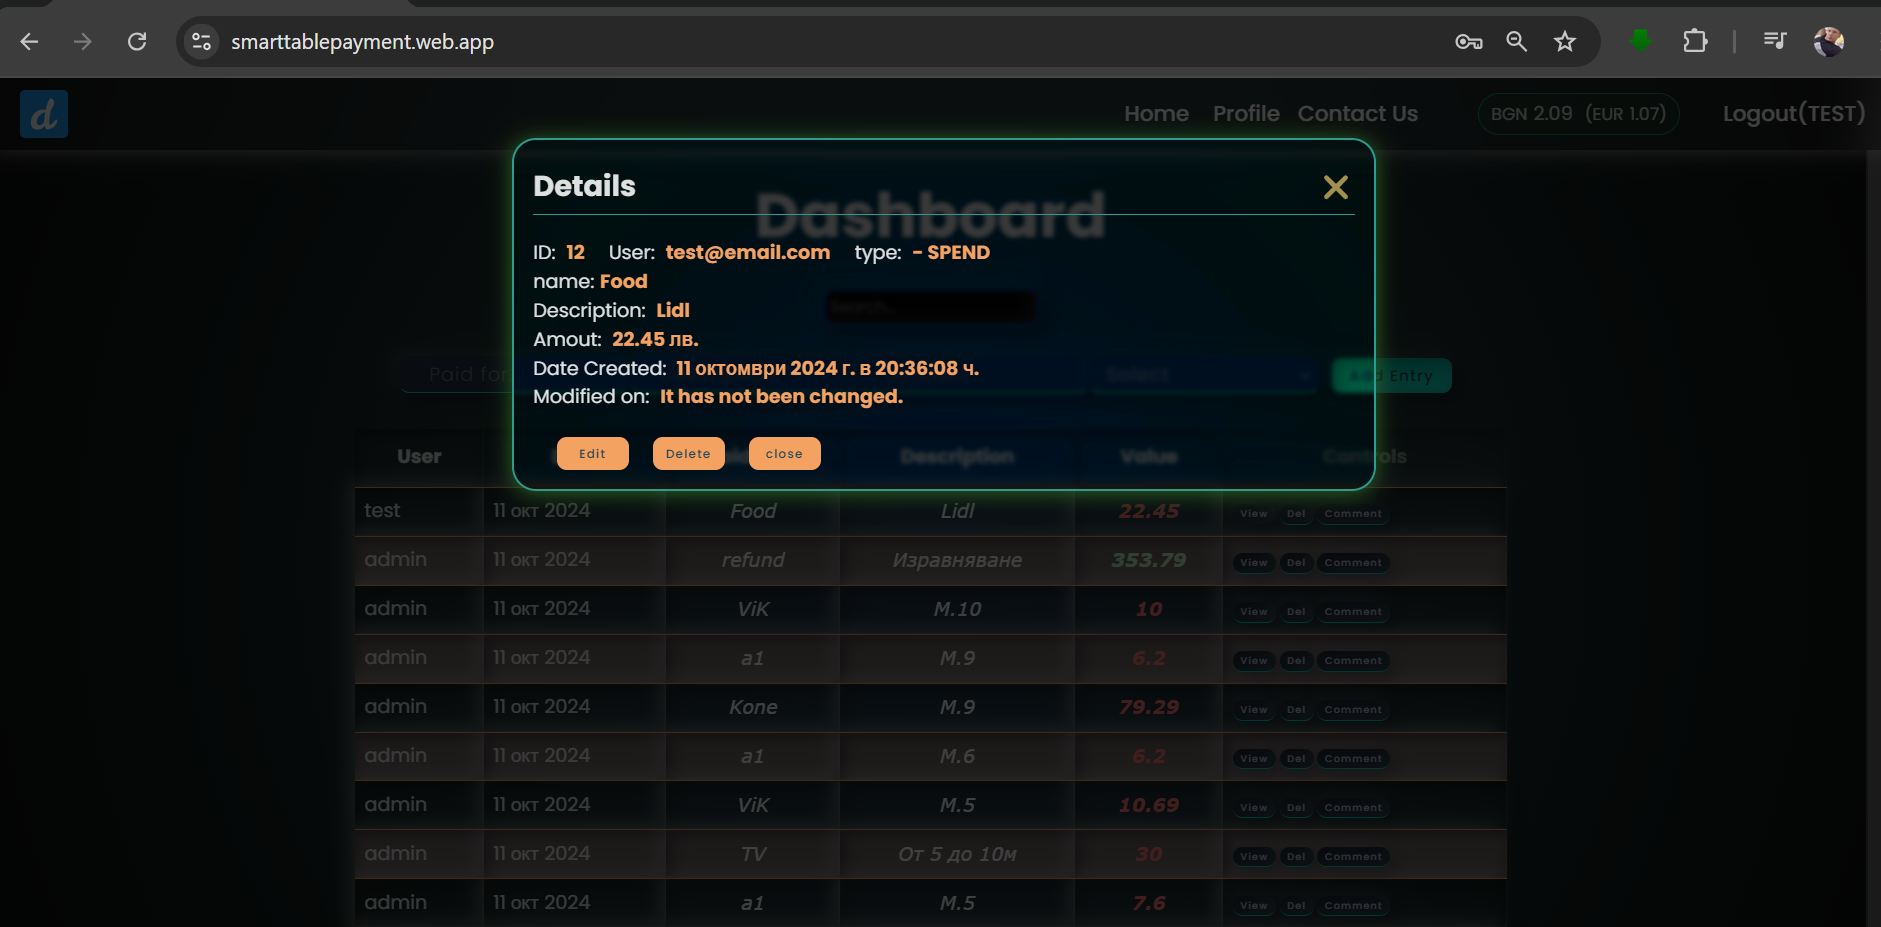 smarttablepayment.web.app
d
Home Profile Contact Us BGN 2.09 (EUR 1.07) Logout(TEST)
Details
Dashboard
ID: 12 User: test@email.com type: - SPEND
name: Food
Description: Lidl
Search...
Amout: 22.45 лв.
Date Created: 11 октомври 2024 г. в 20:36:08 ч.
Paid for Select Add Entry
Modified on: It has not been changed.
Edit Delete close
User Description Value Controls
test 11 окт 2024 Food Lidl 22.45 View Del Comment
admin 11 окт 2024 refund Изравняване 353.79 View Del Comment
admin 11 окт 2024 ViK M.10 10 View Del Comment
admin 11 окт 2024 a1 M.9 6.2 View Del Comment
admin 11 окт 2024 Kone M.9 79.29 View Del Comment
admin 11 окт 2024 a1 M.6 6.2 View Del Comment
admin 11 окт 2024 ViK M.5 10.69 View Del Comment
admin 11 окт 2024 TV От 5 до 10м 30 View Del Comment
admin 11 окт 2024 a1 M.5 7.6 View Del Comment